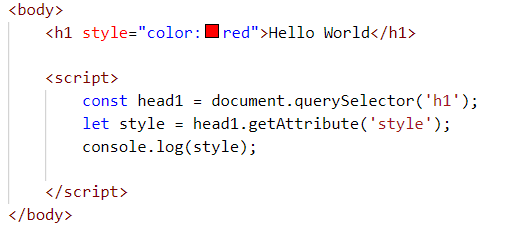 <body>
<h1 style="color:red">Hello World</h1>
<script>
const head1 = document.querySelector('h1');
let style = head1.getAttribute('style');
console.log(style);
</script>
</body>